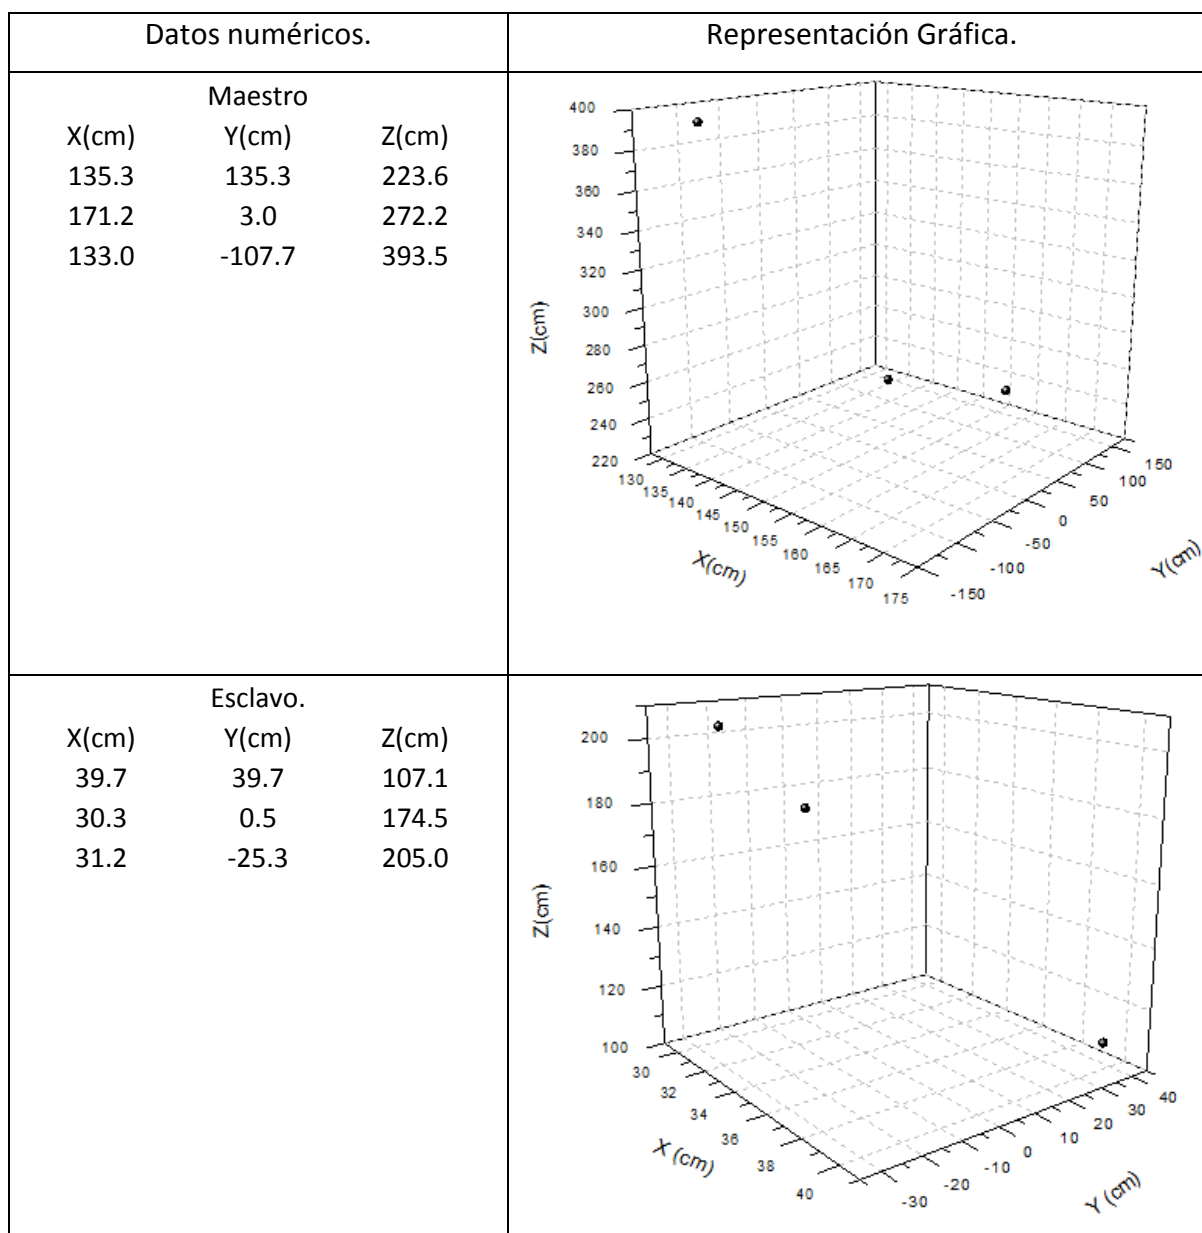 Datos numéricos.
Representación Gráfica.
Maestro
X(cm) Y(cm) Z(cm)
135.3 135.3 223.6
171.2 3.0 272.2
133.0 -107.7 393.5
400
380
360
340
320
300
280
260
240
220
Z(cm)
130
135
140
145
150
155
160
165
170
175
X(cm)
-150
-100
-50
0
50
100
150
Y(cm)
Esclavo.
X(cm) Y(cm) Z(cm)
39.7 39.7 107.1
30.3 0.5 174.5
31.2 -25.3 205.0
200
180
160
140
120
100
Z(cm)
30
32
34
36
38
40
X (cm)
-30
-20
-10
0
10
20
30
40
Y (cm)